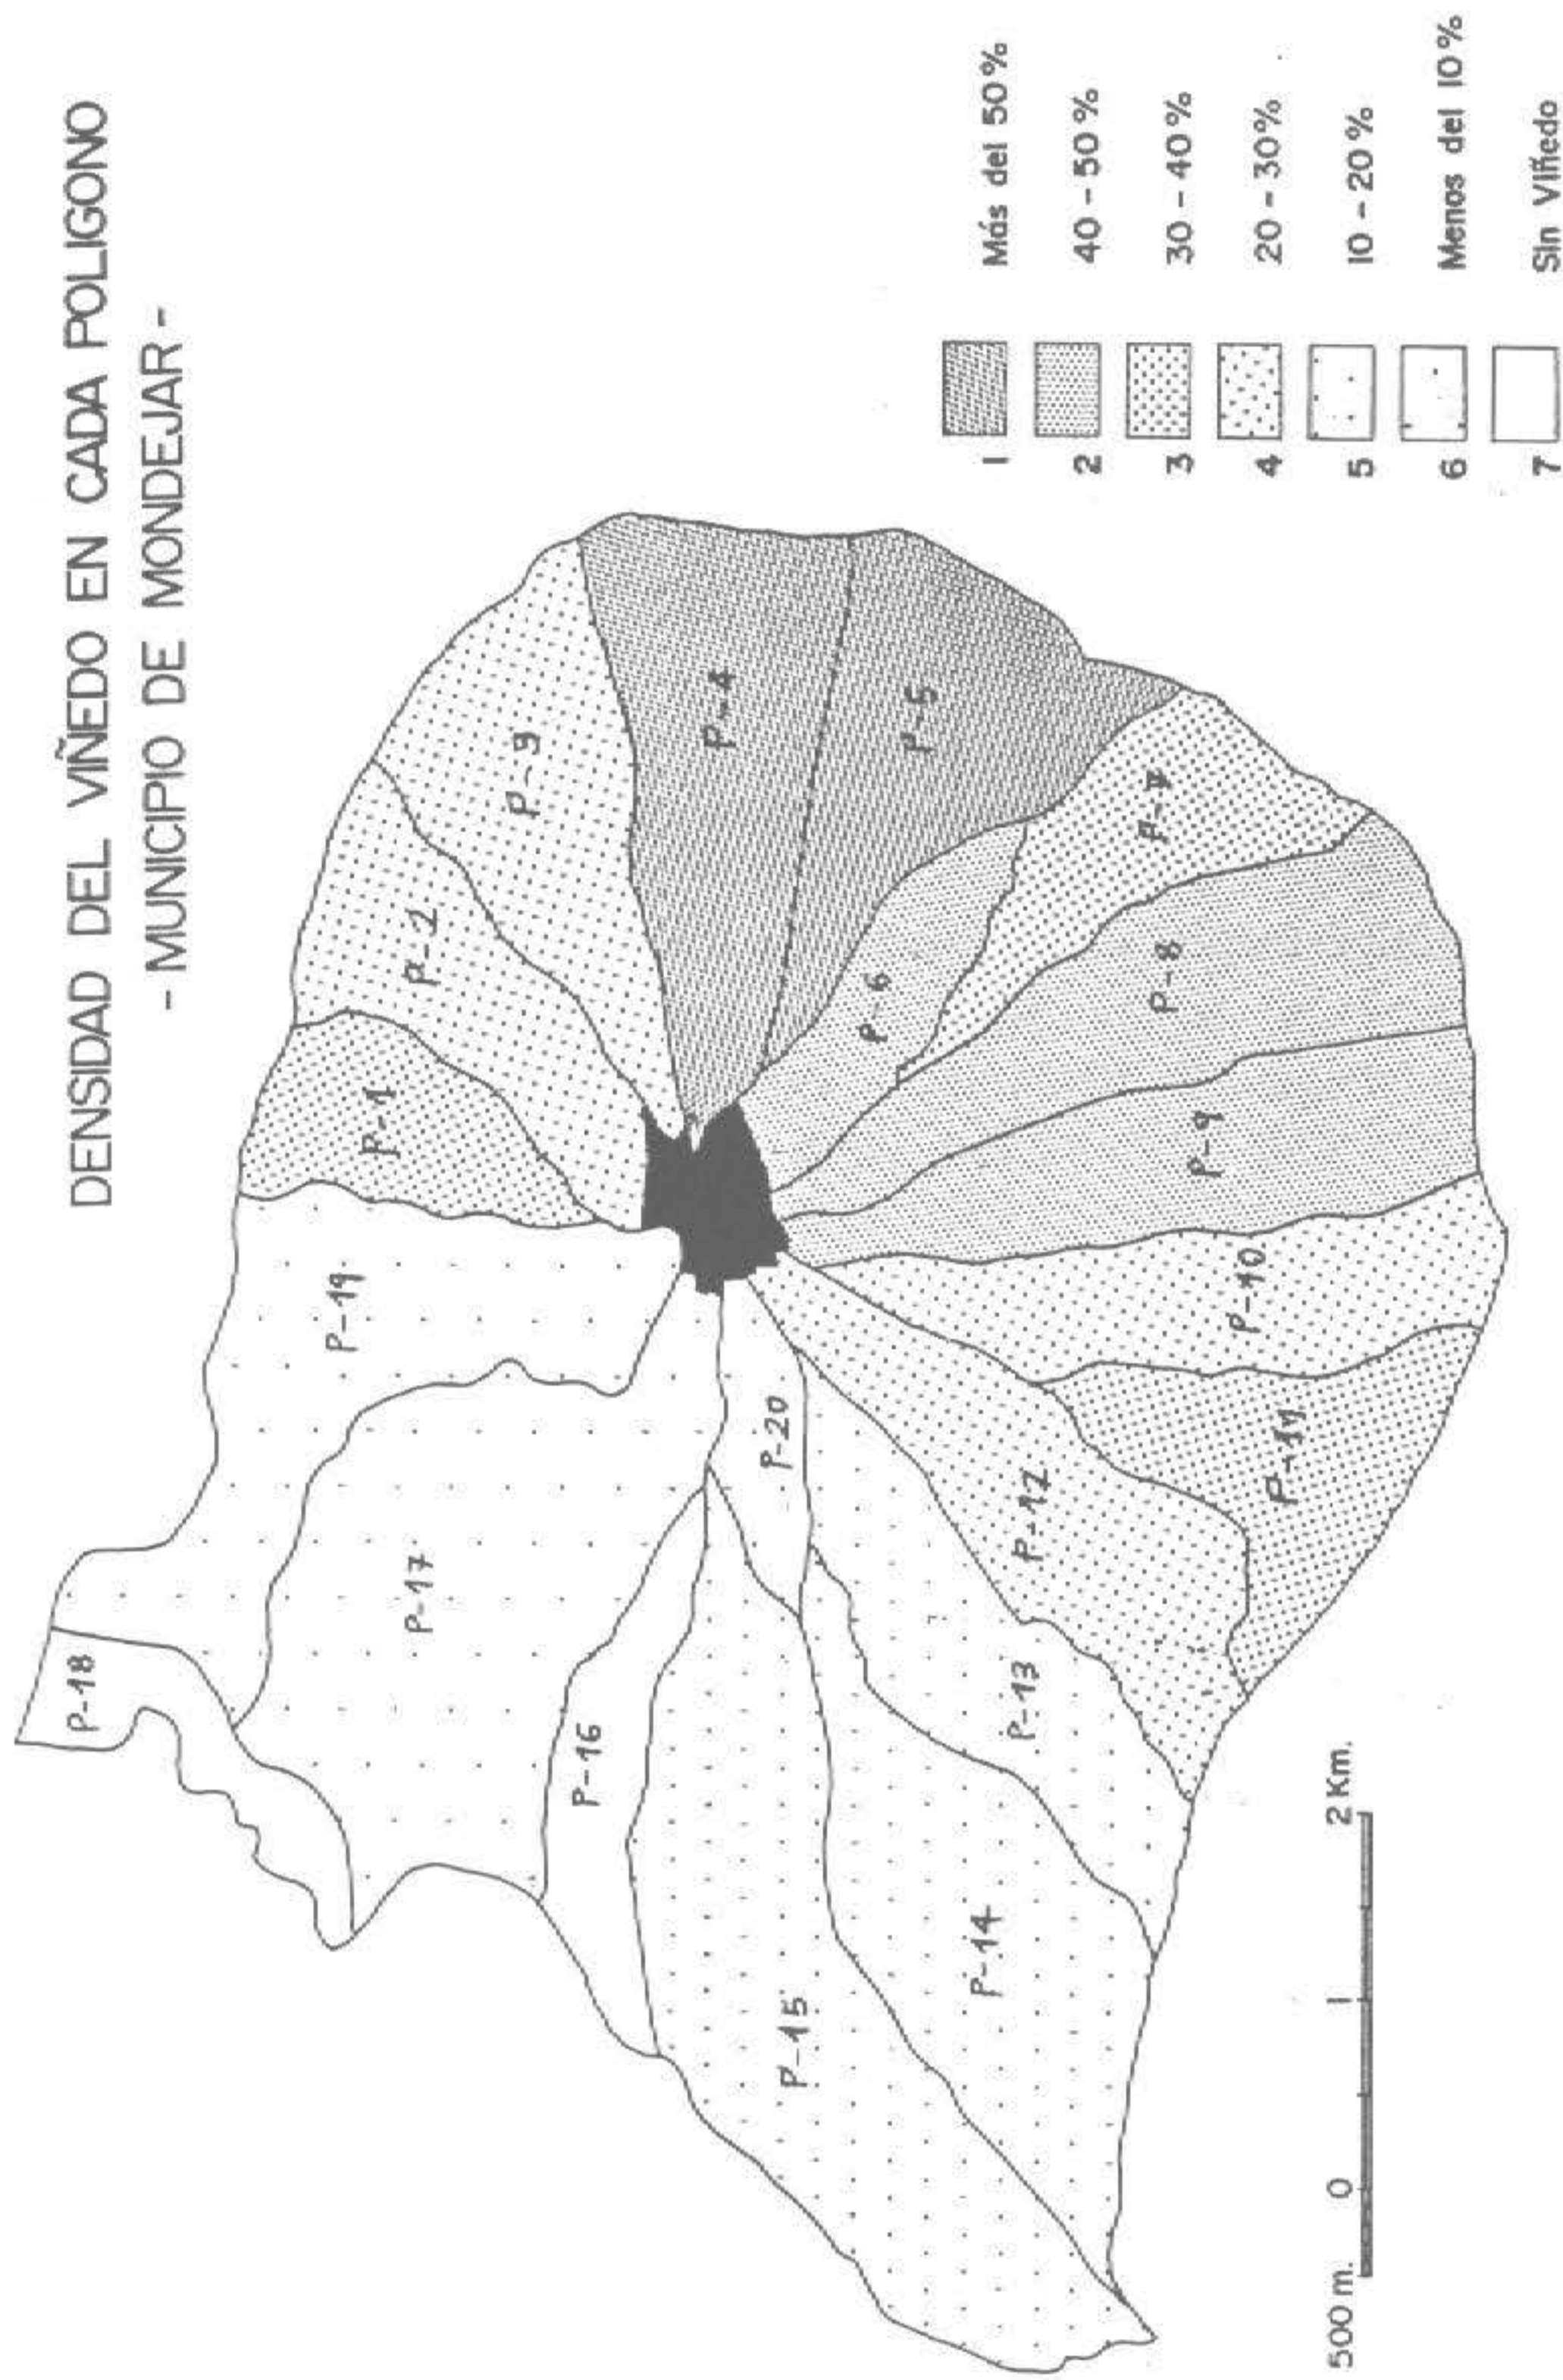 DENSIDAD DEL VIÑEDO EN CADA POLIGONO
- MUNICIPIO DE MONDEJAR -
P-18
P-19
P-17
P-16
P-15
P-20
P-14
P-13
P-12
P-11
P-10
P-9
P-8
P-7
P-6
P-5
P-4
P-3
P-2
P-1
1 Más del 50%
2 40-50%
3 30-40%
4 20-30%
5 10-20%
6 Menos del 10%
7 Sin Viñedo
500 m. 0 1 2 Km.